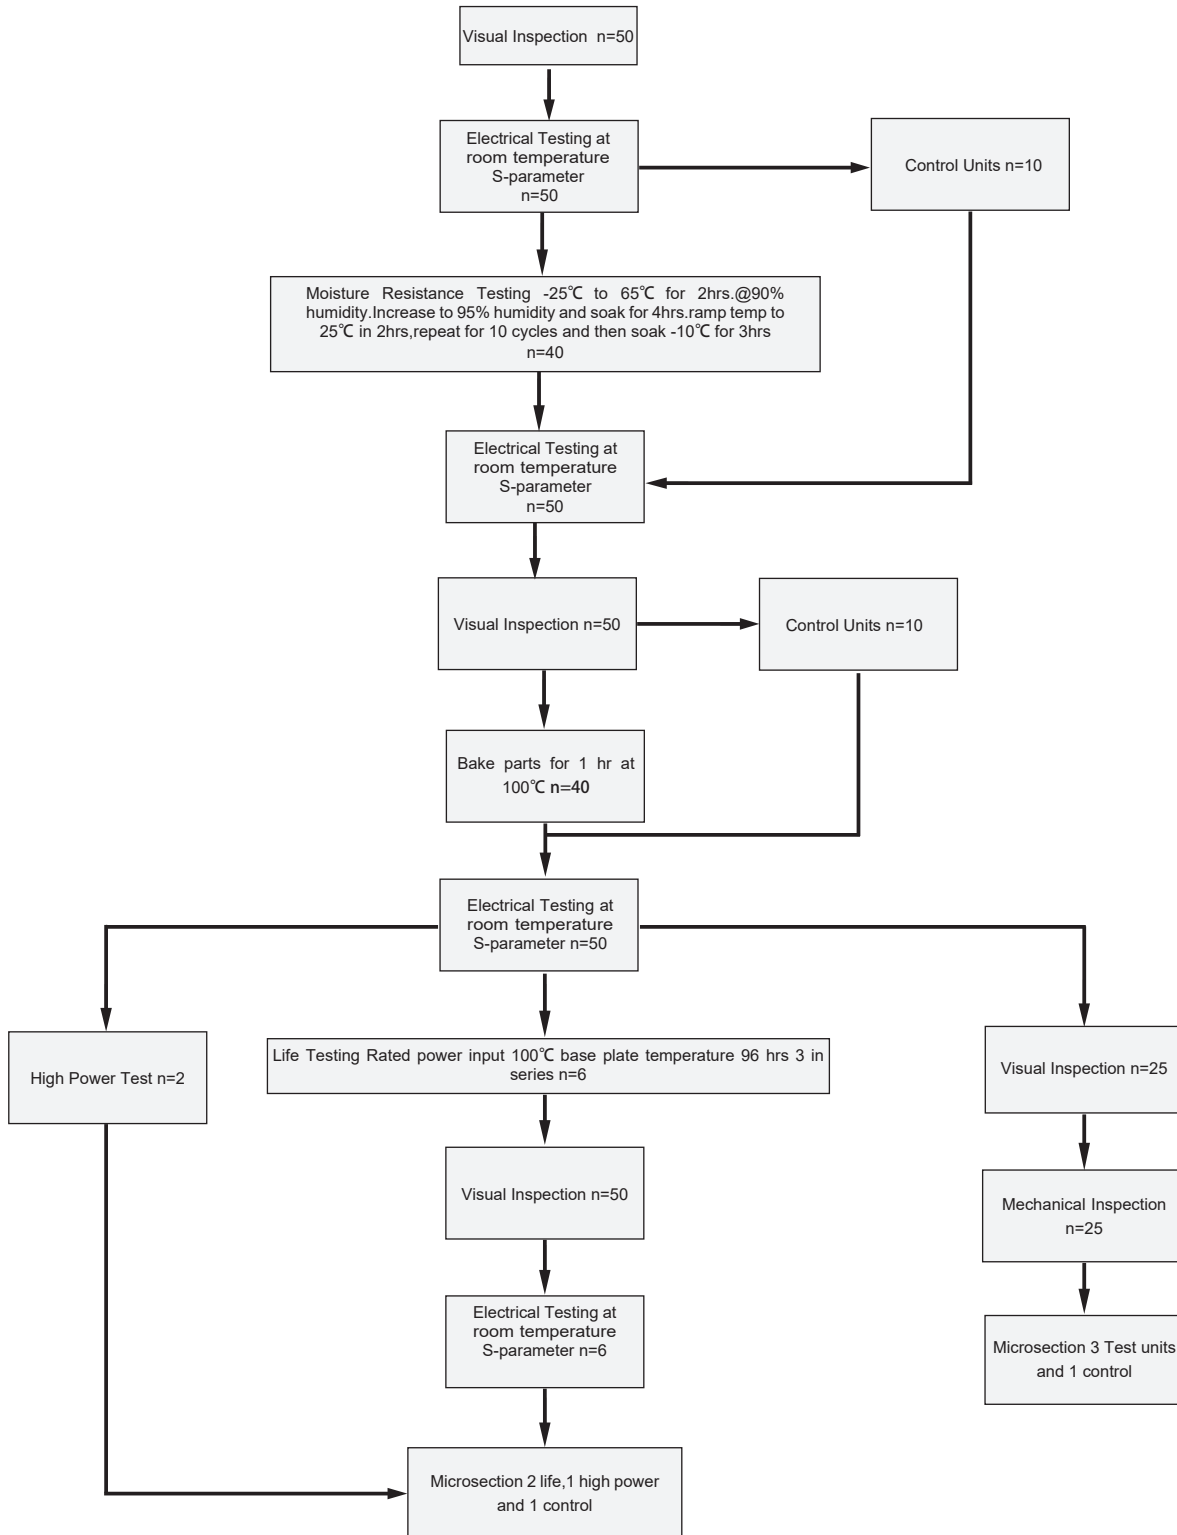 Visual Inspection n=50
Electrical Testing at
room temperature
S-parameter
n=50
Control Units n=10
Moisture Resistance Testing -25℃ to 65℃ for 2hrs.@90%
humidity.Increase to 95% humidity and soak for 4hrs.ramp temp to
25℃ in 2hrs,repeat for 10 cycles and then soak -10℃ for 3hrs
n=40
Electrical Testing at
room temperature
S-parameter
n=50
Visual Inspection n=50
Control Units n=10
Bake parts for 1 hr at
100℃ n=40
Electrical Testing at
room temperature
S-parameter n=50
High Power Test n=2
Life Testing Rated power input 100℃ base plate temperature 96 hrs 3 in
series n=6
Visual Inspection n=25
Visual Inspection n=50
Mechanical Inspection
n=25
Electrical Testing at
room temperature
S-parameter n=6
Microsection 3 Test units
and 1 control
Microsection 2 life,1 high power
and 1 control